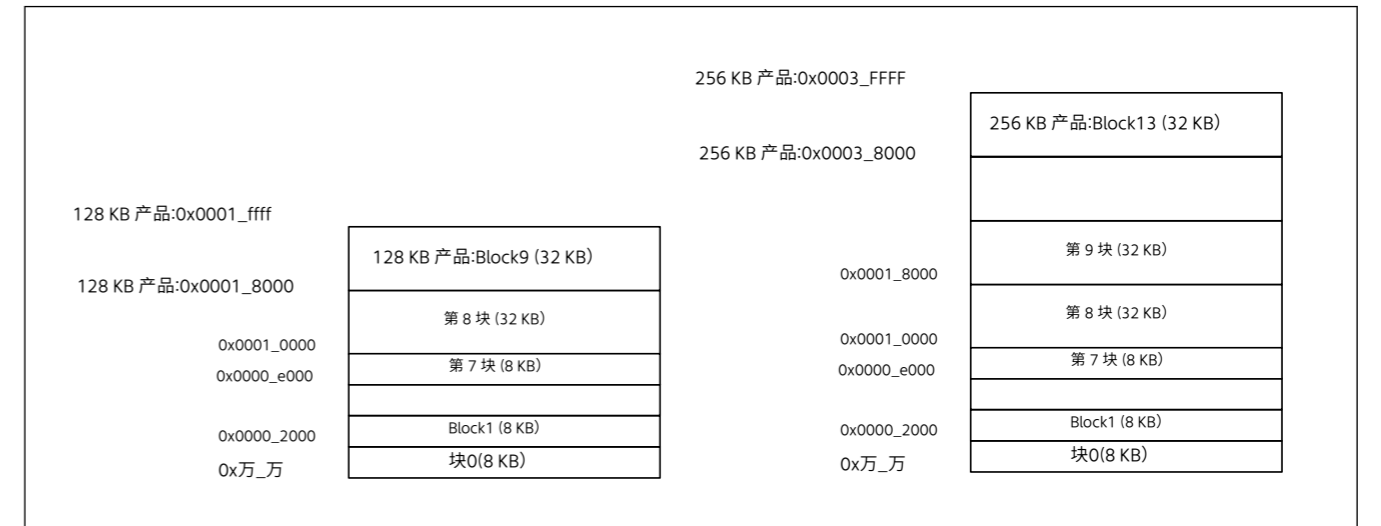 256 KB 产品:0x0003_FFFF
256 KB 产品:Block13 (32 KB)
256 KB 产品:0x0003_8000
128 KB 产品:0x0001_ffff
128 KB 产品:Block9 (32 KB)
128 KB 产品:0x0001_8000
第 8 块 (32 KB)
0x0001_0000
第 7 块 (8 KB)
0x0000_e000
Block1 (8 KB)
0x0000_2000
块0(8 KB)
0x万_万
第 9 块 (32 KB)
0x0001_8000
第 8 块 (32 KB)
0x0001_0000
第 7 块 (8 KB)
0x0000_e000
Block1 (8 KB)
0x0000_2000
块0(8 KB)
0x万_万